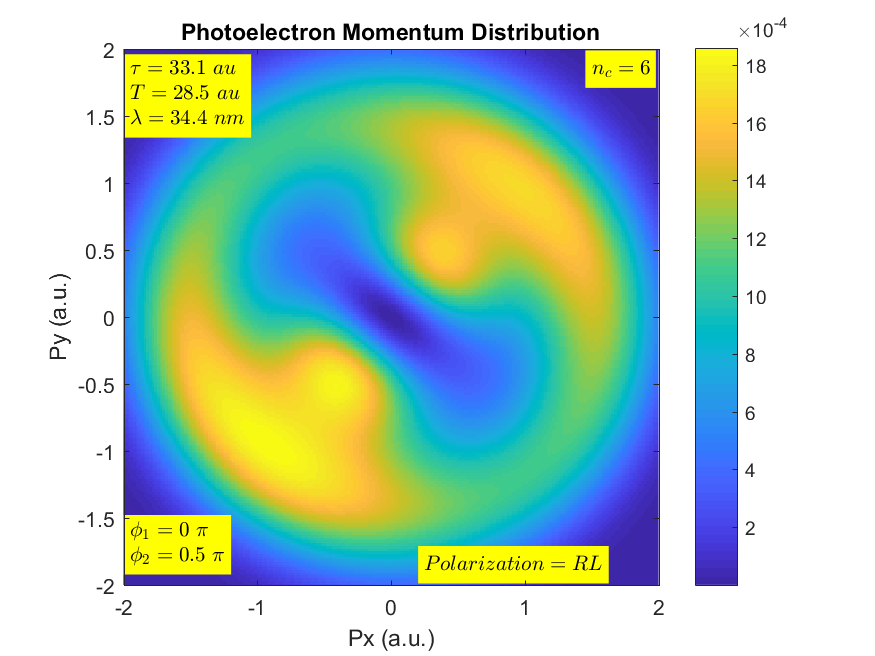 Photoelectron Momentum Distribution
×10⁻⁴
τ = 33.1 au
T = 28.5 au
λ = 34.4 nm
n_c = 6
ϕ₁ = 0 π
ϕ₂ = 0.5 π
Polarization = RL
Py (a.u.)
2
1.5
1
0.5
0
-0.5
-1
-1.5
-2
-2
-1
0
1
2
Px (a.u.)
18
16
14
12
10
8
6
4
2